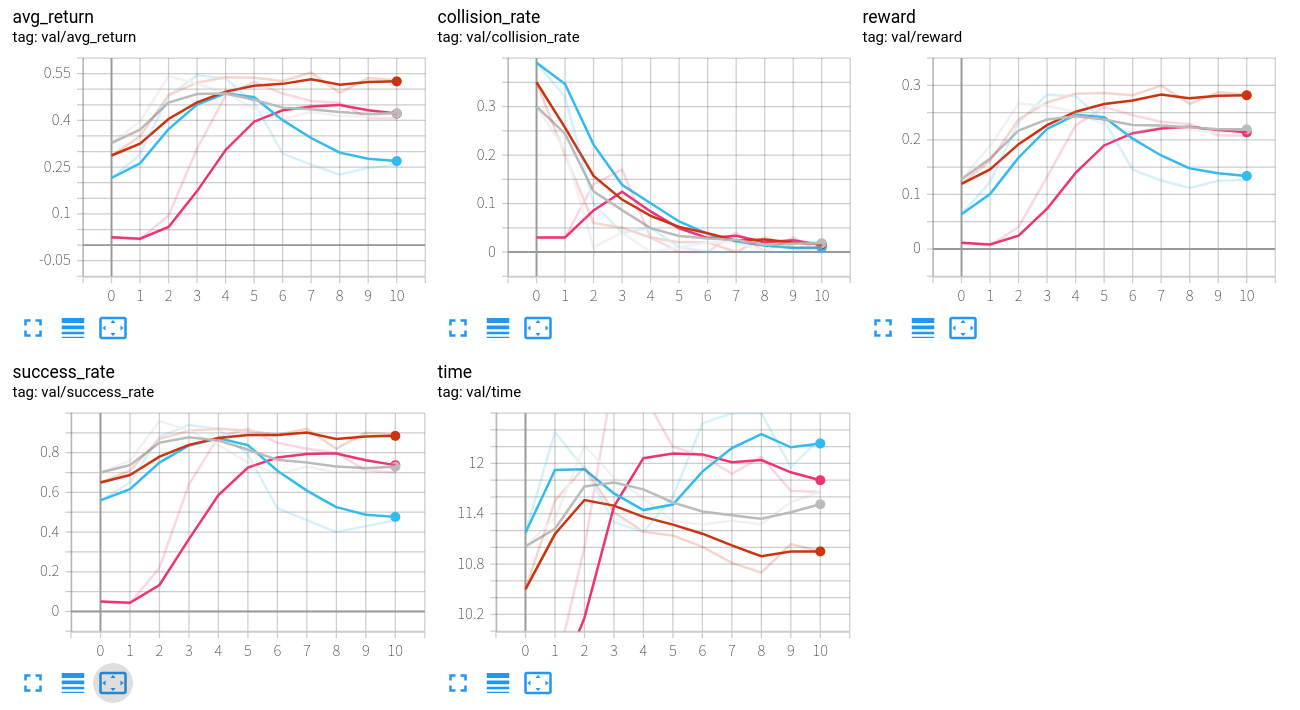 avg_return
tag: val/avg_return
0.55
0.4
0.25
0.1
-0.05
0 1 2 3 4 5 6 7 8 9 10
collision_rate
tag: val/collision_rate
0.3
0.2
0.1
0
0 1 2 3 4 5 6 7 8 9 10
reward
tag: val/reward
0.3
0.2
0.1
0
0 1 2 3 4 5 6 7 8 9 10
success_rate
tag: val/success_rate
0.8
0.6
0.4
0.2
0
0 1 2 3 4 5 6 7 8 9 10
time
tag: val/time
12
11.4
10.8
10.2
0 1 2 3 4 5 6 7 8 9 10